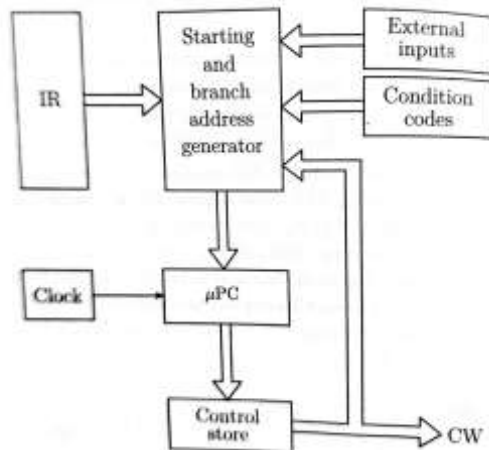 IR
Starting
and
branch
address
generator
External
inputs
Condition
codes
Clock
μPC
Control
store
CW